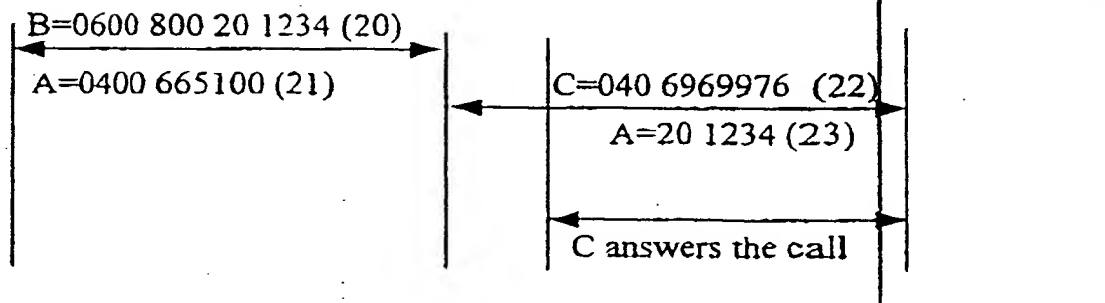 B=0600 800 20 1234 (20)
A=0400 665100 (21)
C=040 6969976 (22)
A=20 1234 (23)
C answers the call